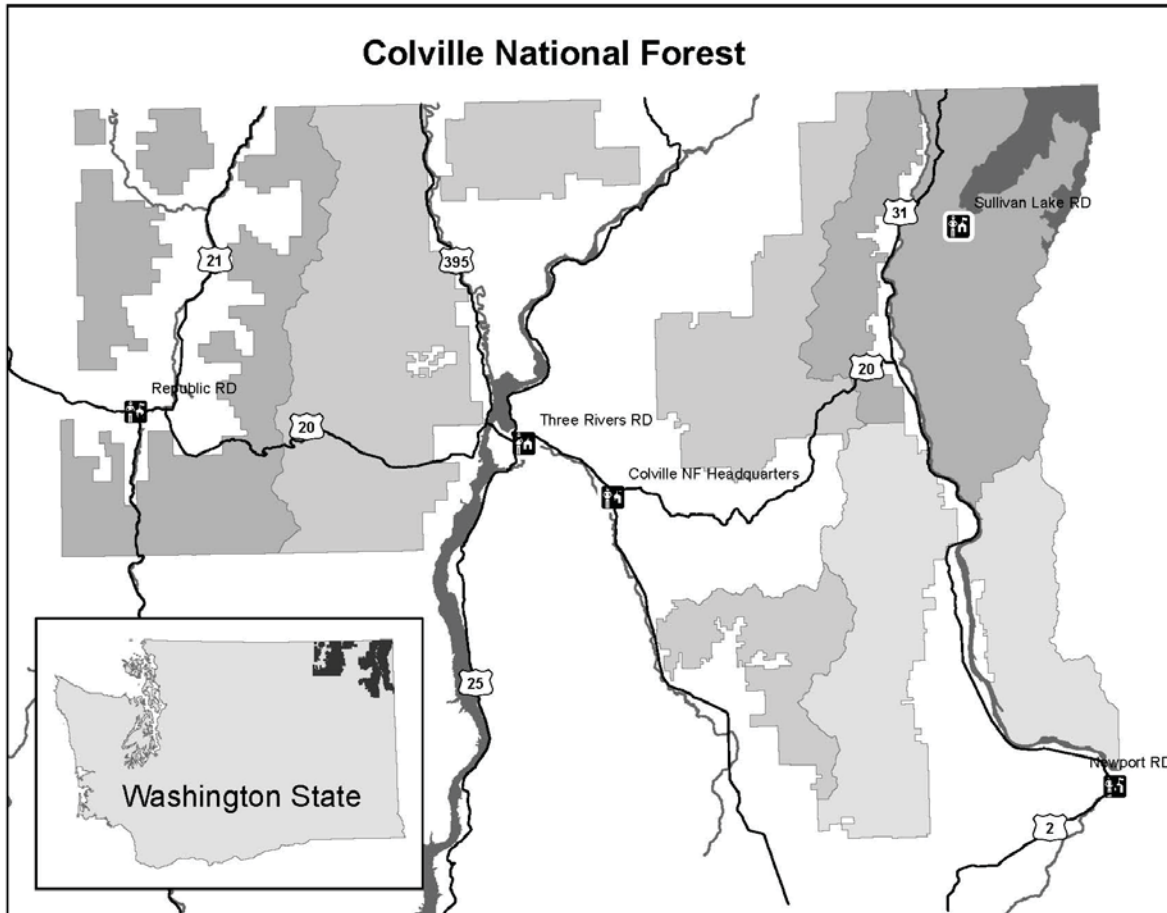 Colville National Forest
Sullivan Lake RD
31
21
395
20
Republic RD
Three Rivers RD
20
Colville NF Headquarters
25
Washington State
Newport RD
2